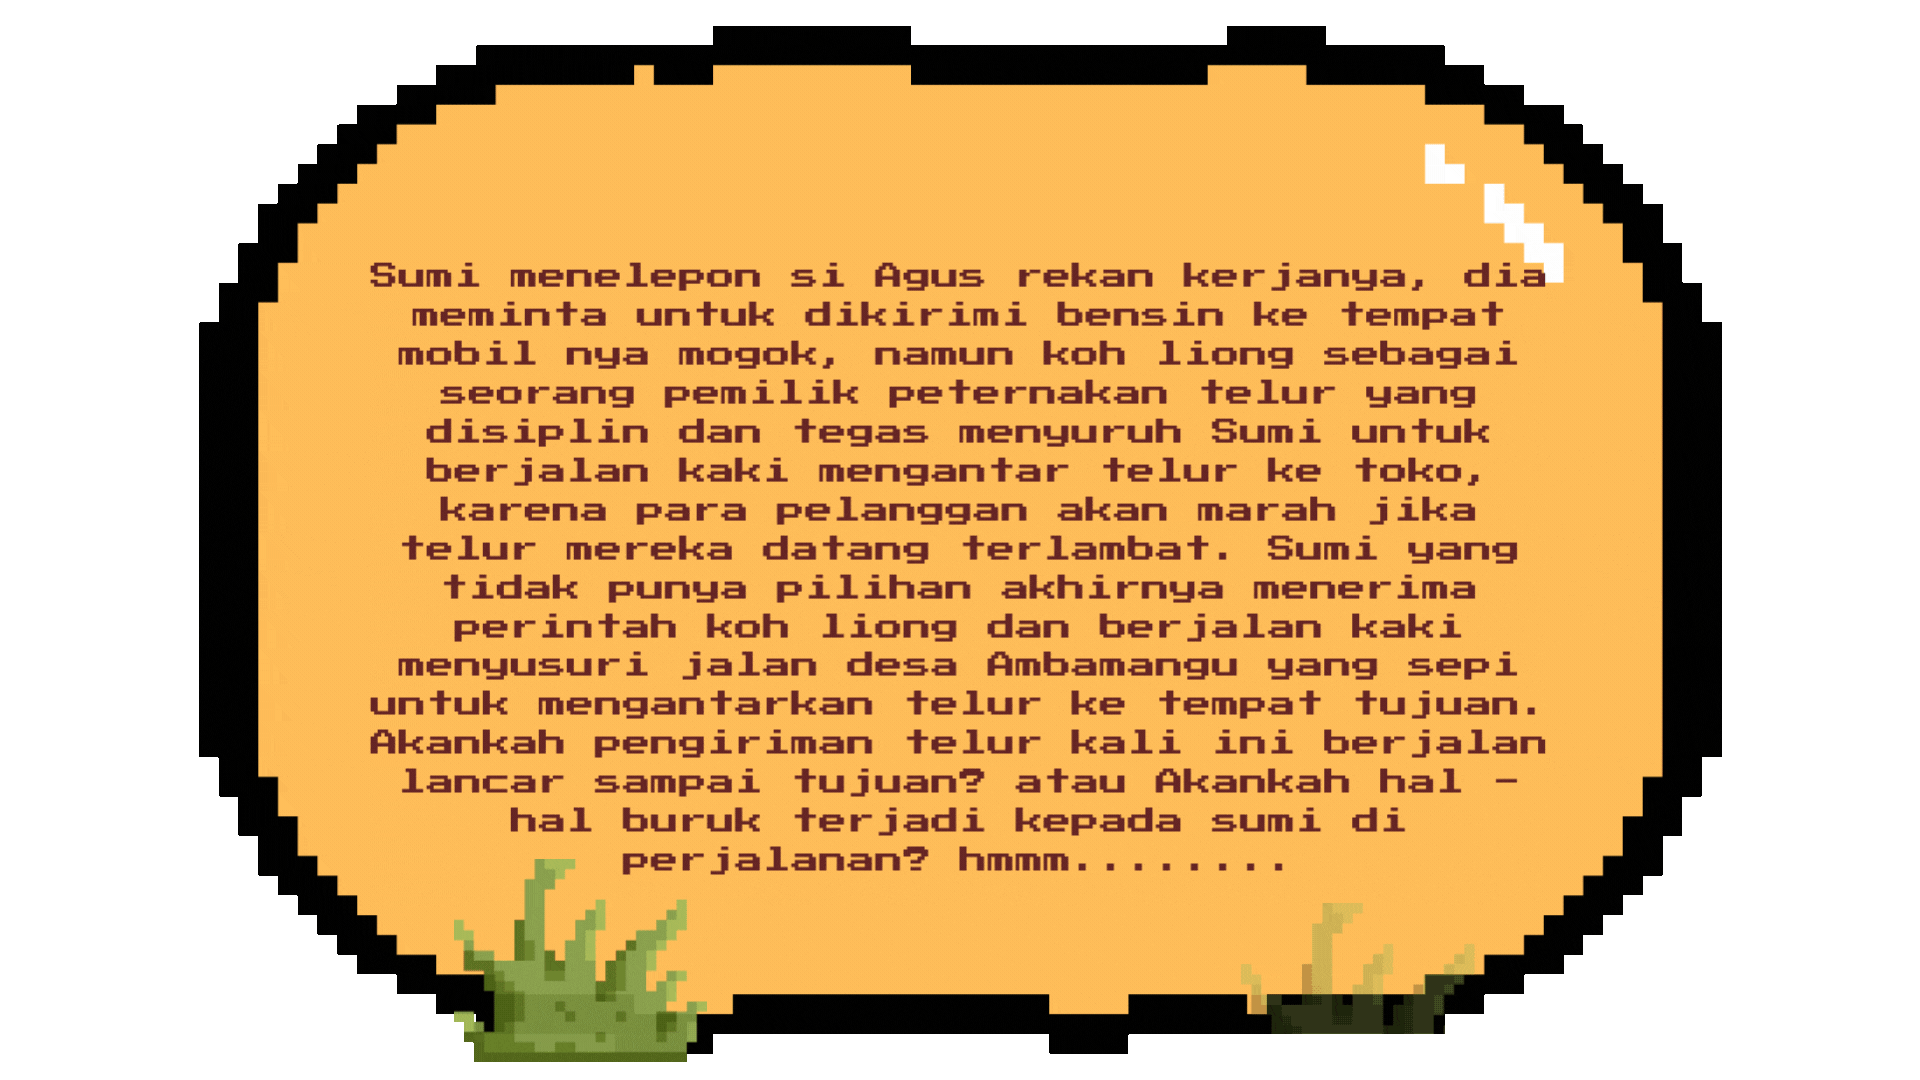 Sumi menelepon si Agus rekan kerjanya, dia
meminta untuk dikirimi bensin ke tempat
mobil nya mogok, namun koh liong sebagai
seorang pemilik peternakan telur yang
disiplin dan tegas menyuruh Sumi untuk
berjalan kaki mengantar telur ke toko,
karena para pelanggan akan marah jika
telur mereka datang terlambat. Sumi yang
tidak punya pilihan akhirnya menerima
perintah koh liong dan berjalan kaki
menyusuri jalan desa Ambamangu yang sepi
untuk mengantarkan telur ke tempat tujuan.
Akankah pengiriman telur kali ini berjalan
lancar sampai tujuan? atau Akankah hal -
hal buruk terjadi kepada sumi di
perjalanan? hmmm........